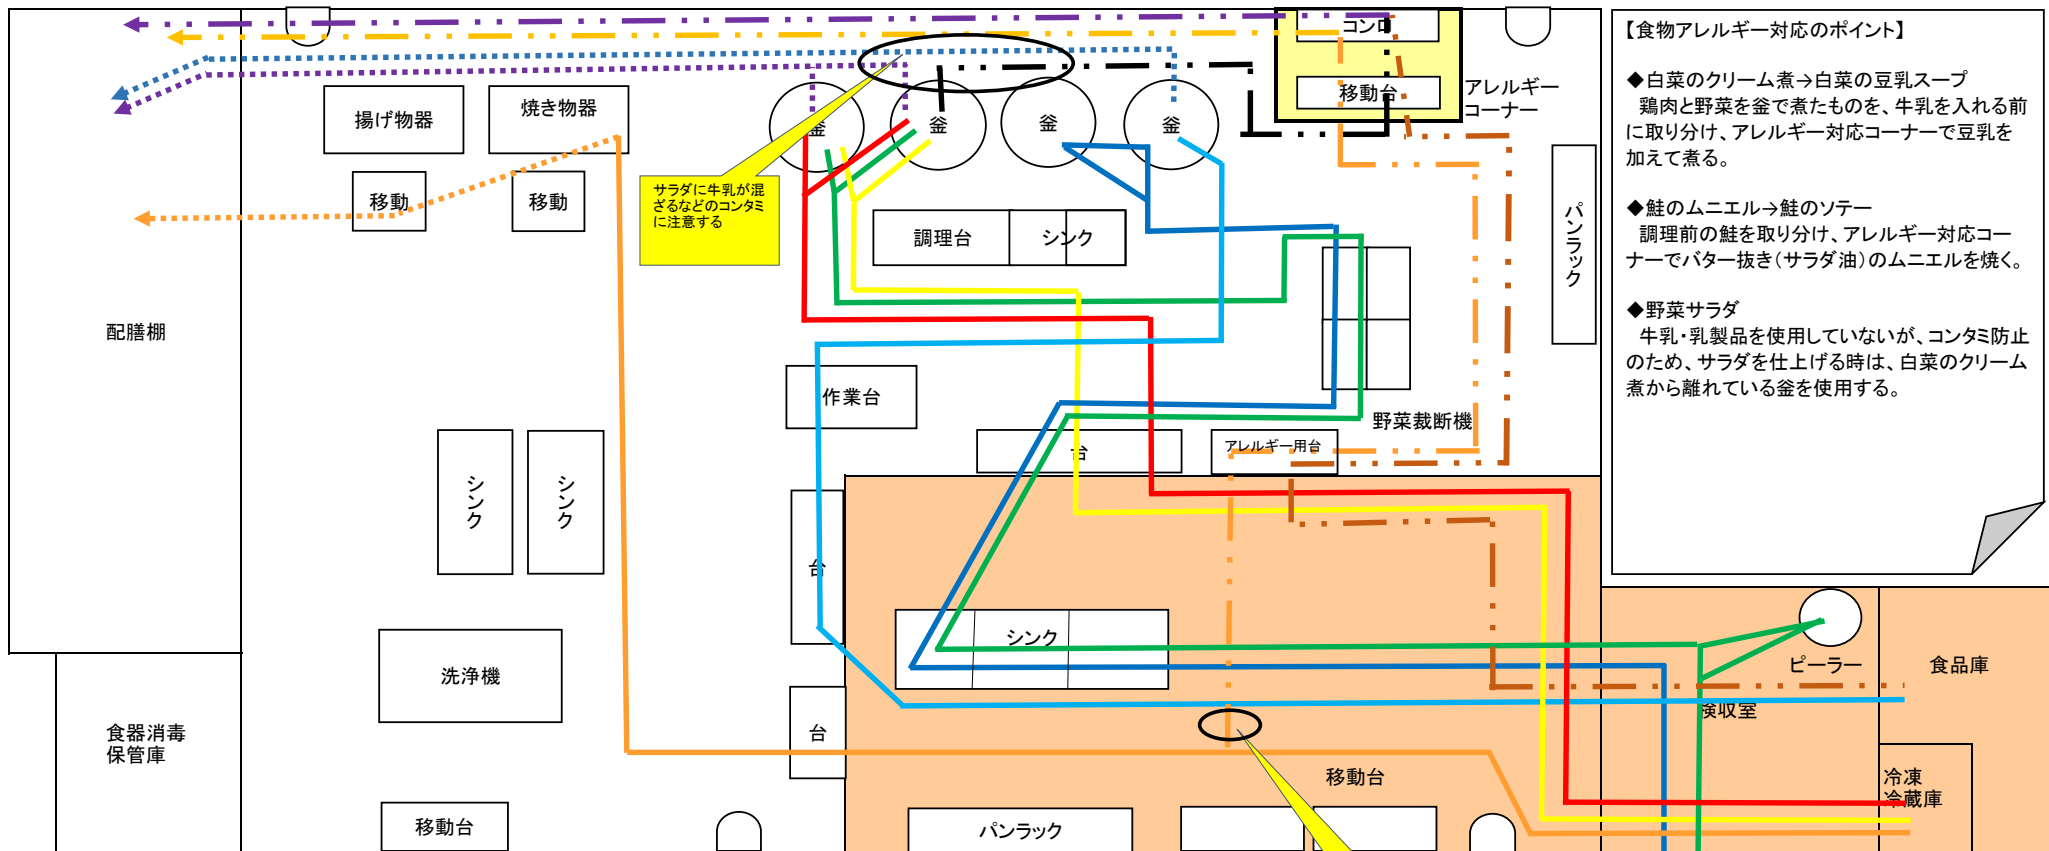 コンロ
移動台
アレルギー
コーナー
揚げ物器
焼き物器
釜
釜
釜
釜
移動
移動
サラダに牛乳が混
ざるなどのコンタミ
に注意する
調理台
シンク
パンラック
配膳棚
作業台
野菜裁断機
台
アレルギー用台
シンク
シンク
台
シンク
ピーラー
食品庫
洗浄機
検収室
食器消毒
保管庫
台
移動台
冷凍
冷蔵庫
移動台
パンラック
【食物アレルギー対応のポイント】
◆白菜のクリーム煮→白菜の豆乳スープ
鶏肉と野菜を釜で煮たものを、牛乳を入れる前
に取り分け、アレルギー対応コーナーで豆乳を
加えて煮る。
◆鮭のムニエル→鮭のソテー
調理前の鮭を取り分け、アレルギー対応コー
ナーでバター抜き(サラダ油)のムニエルを焼く。
◆野菜サラダ
牛乳・乳製品を使用していないが、コンタミ防止
のため、サラダを仕上げる時は、白菜のクリーム
煮から離れている釜を使用する。